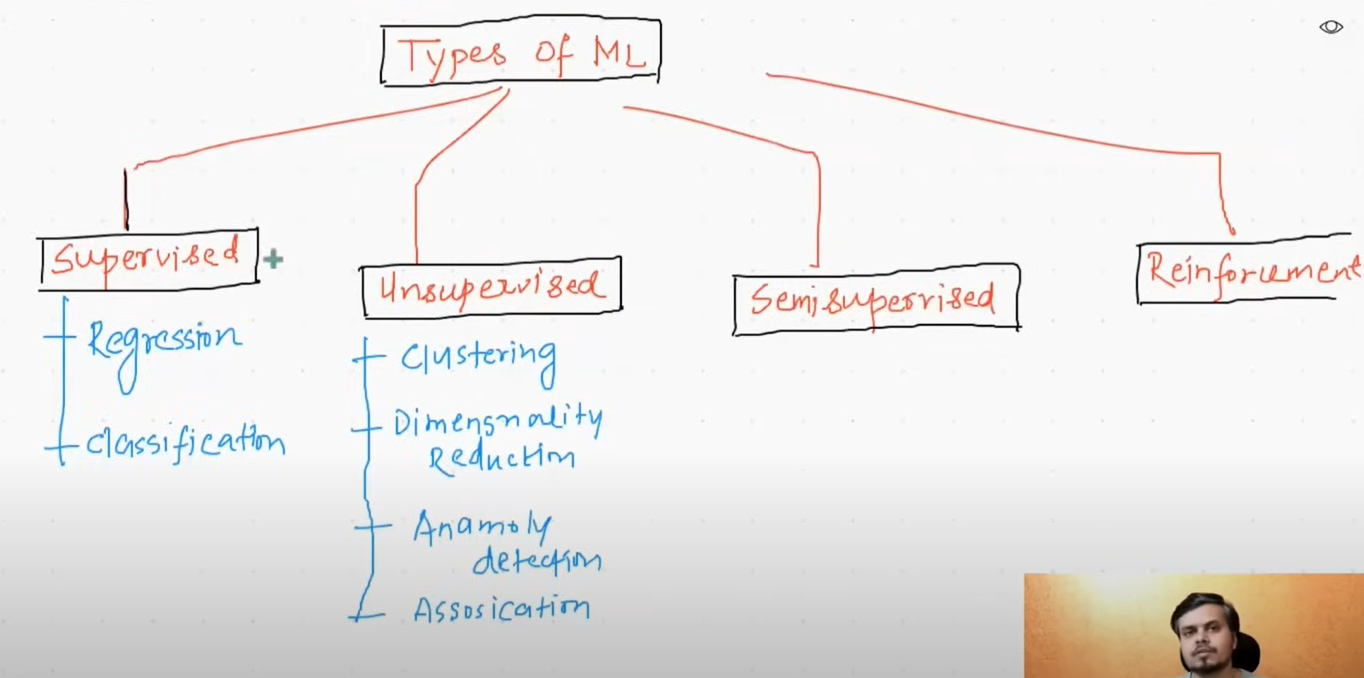 Types of ML
Supervised
Regression
Classification
Unsupervised
Clustering
Dimensnality
Reduction
Anamoly
detection
Assosication
Semisupervised
Reinforcement